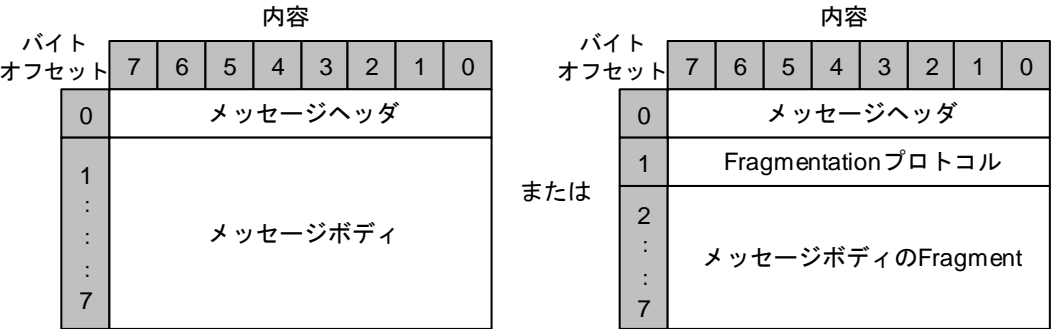 内容
バイト
オフセット 7 6 5 4 3 2 1 0
0 メッセージヘッダ
1
:
:
:
7
メッセージボディ
または
内容
バイト
オフセット 7 6 5 4 3 2 1 0
0 メッセージヘッダ
1 Fragmentationプロトコル
2
:
:
7
メッセージボディのFragment